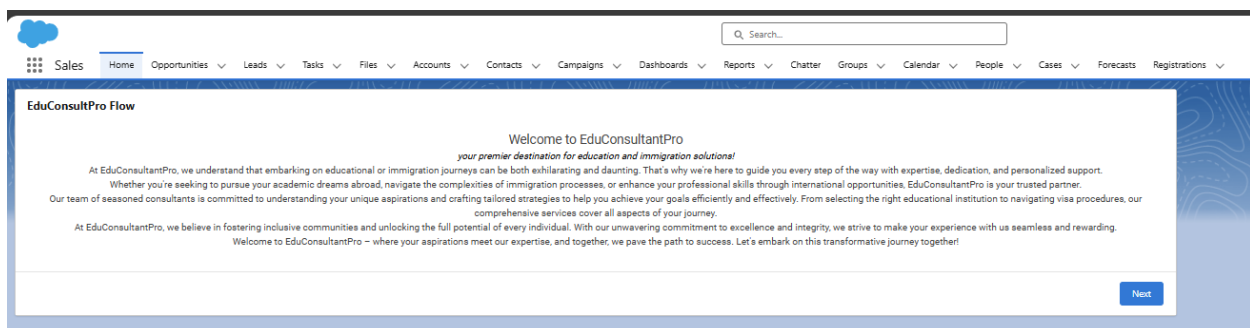 Search...
Sales Home Opportunities Leads Tasks Files Accounts Contacts Campaigns Dashboards Reports Chatter Groups Calendar People Cases Forecasts Registrations
EduConsultPro Flow
Welcome to EduConsultantPro
your premier destination for education and immigration solutions!
At EduConsultantPro, we understand that embarking on educational or immigration journeys can be both exhilarating and daunting. That's why we're here to guide you every step of the way with expertise, dedication, and personalized support.
Whether you're seeking to pursue your academic dreams abroad, navigate the complexities of immigration processes, or enhance your professional skills through international opportunities, EduConsultantPro is your trusted partner.
Our team of seasoned consultants is committed to understanding your unique aspirations and crafting tailored strategies to help you achieve your goals efficiently and effectively. From selecting the right educational institution to navigating visa procedures, our
comprehensive services cover all aspects of your journey.
At EduConsultantPro, we believe in fostering inclusive communities and unlocking the full potential of every individual. With our unwavering commitment to excellence and integrity, we strive to make your experience with us seamless and rewarding.
Welcome to EduConsultantPro – where your aspirations meet our expertise, and together, we pave the path to success. Let's embark on this transformative journey together!
Next